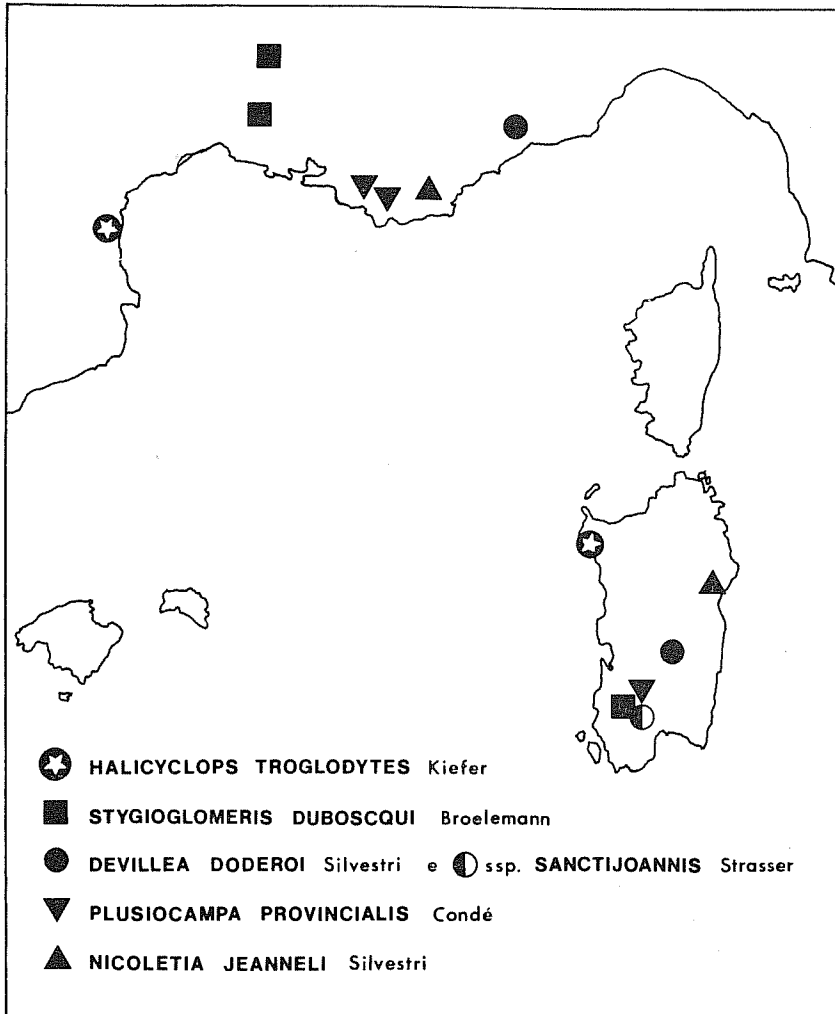 HALICYCLOPS TROGLODYTES Kiefer
STYGIOGLOMERIS DUBOSCQUI Broelemann
DEVILLEA DODEROI Silvestri e ssp. SANCTIJOANNIS Strasser
PLUSIOCAMPA PROVINCIALIS Condé
NICOLETIA JEANNELI Silvestri